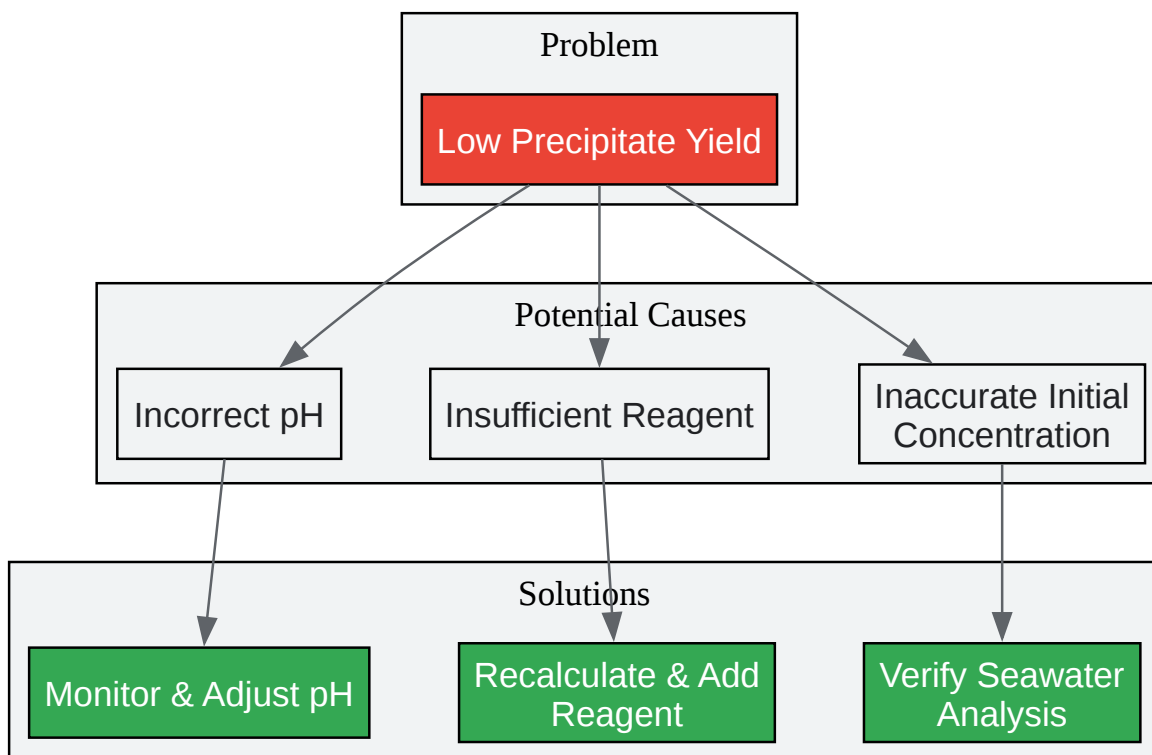 Problem
Low Precipitate Yield
Potential Causes
Incorrect pH
Insufficient Reagent
Inaccurate Initial
Concentration
Solutions
Monitor & Adjust pH
Recalculate & Add
Reagent
Verify Seawater
Analysis